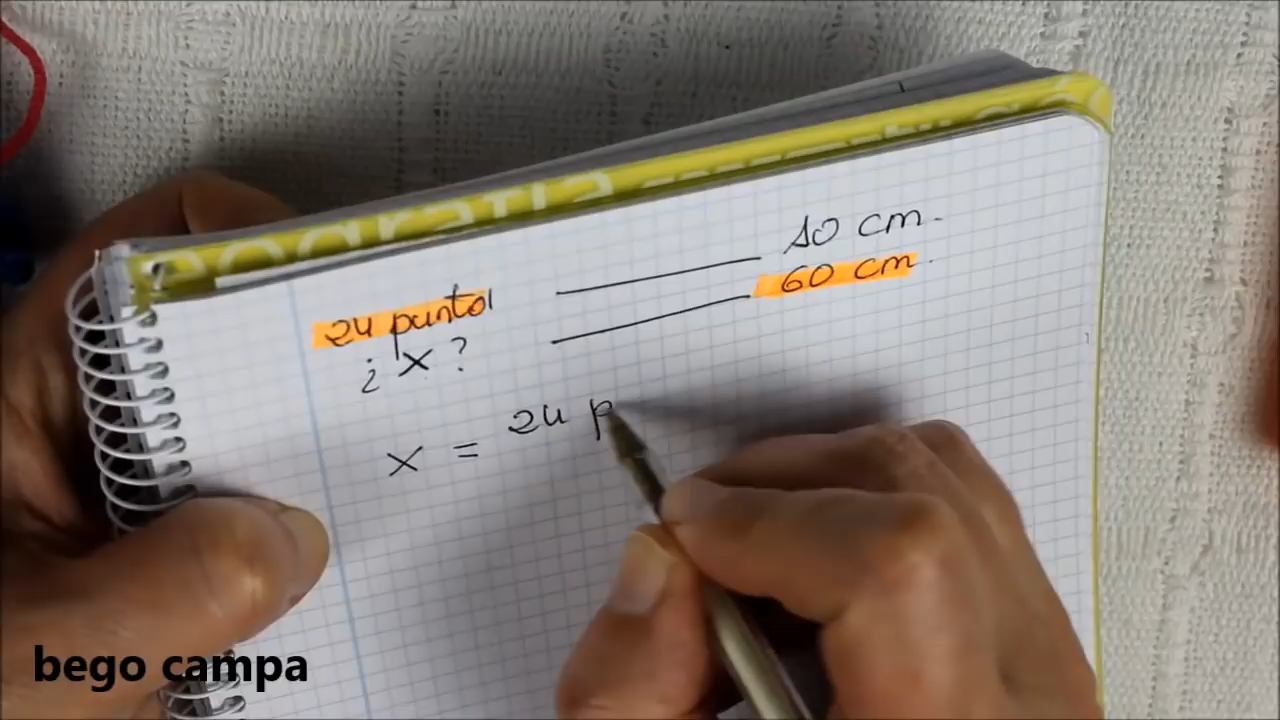 24 puntos
10 cm.
¿ x ?
60 cm.
x = 24 p
bego campa